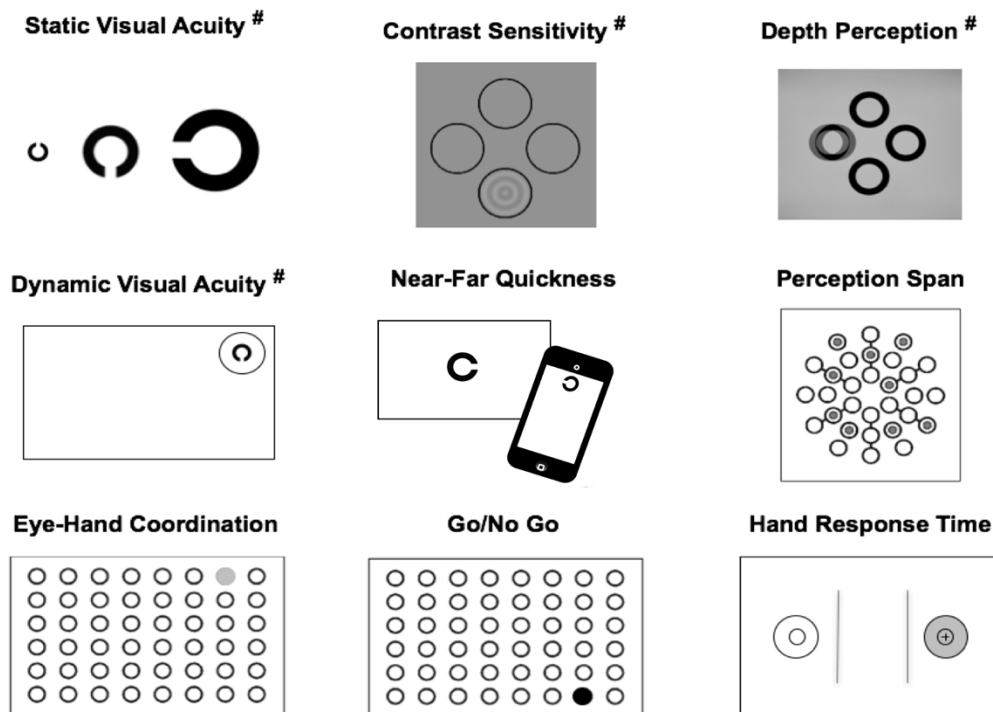 Static Visual Acuity #
Contrast Sensitivity #
Depth Perception #
Dynamic Visual Acuity #
Near-Far Quickness
Perception Span
Eye-Hand Coordination
Go/No Go
Hand Response Time